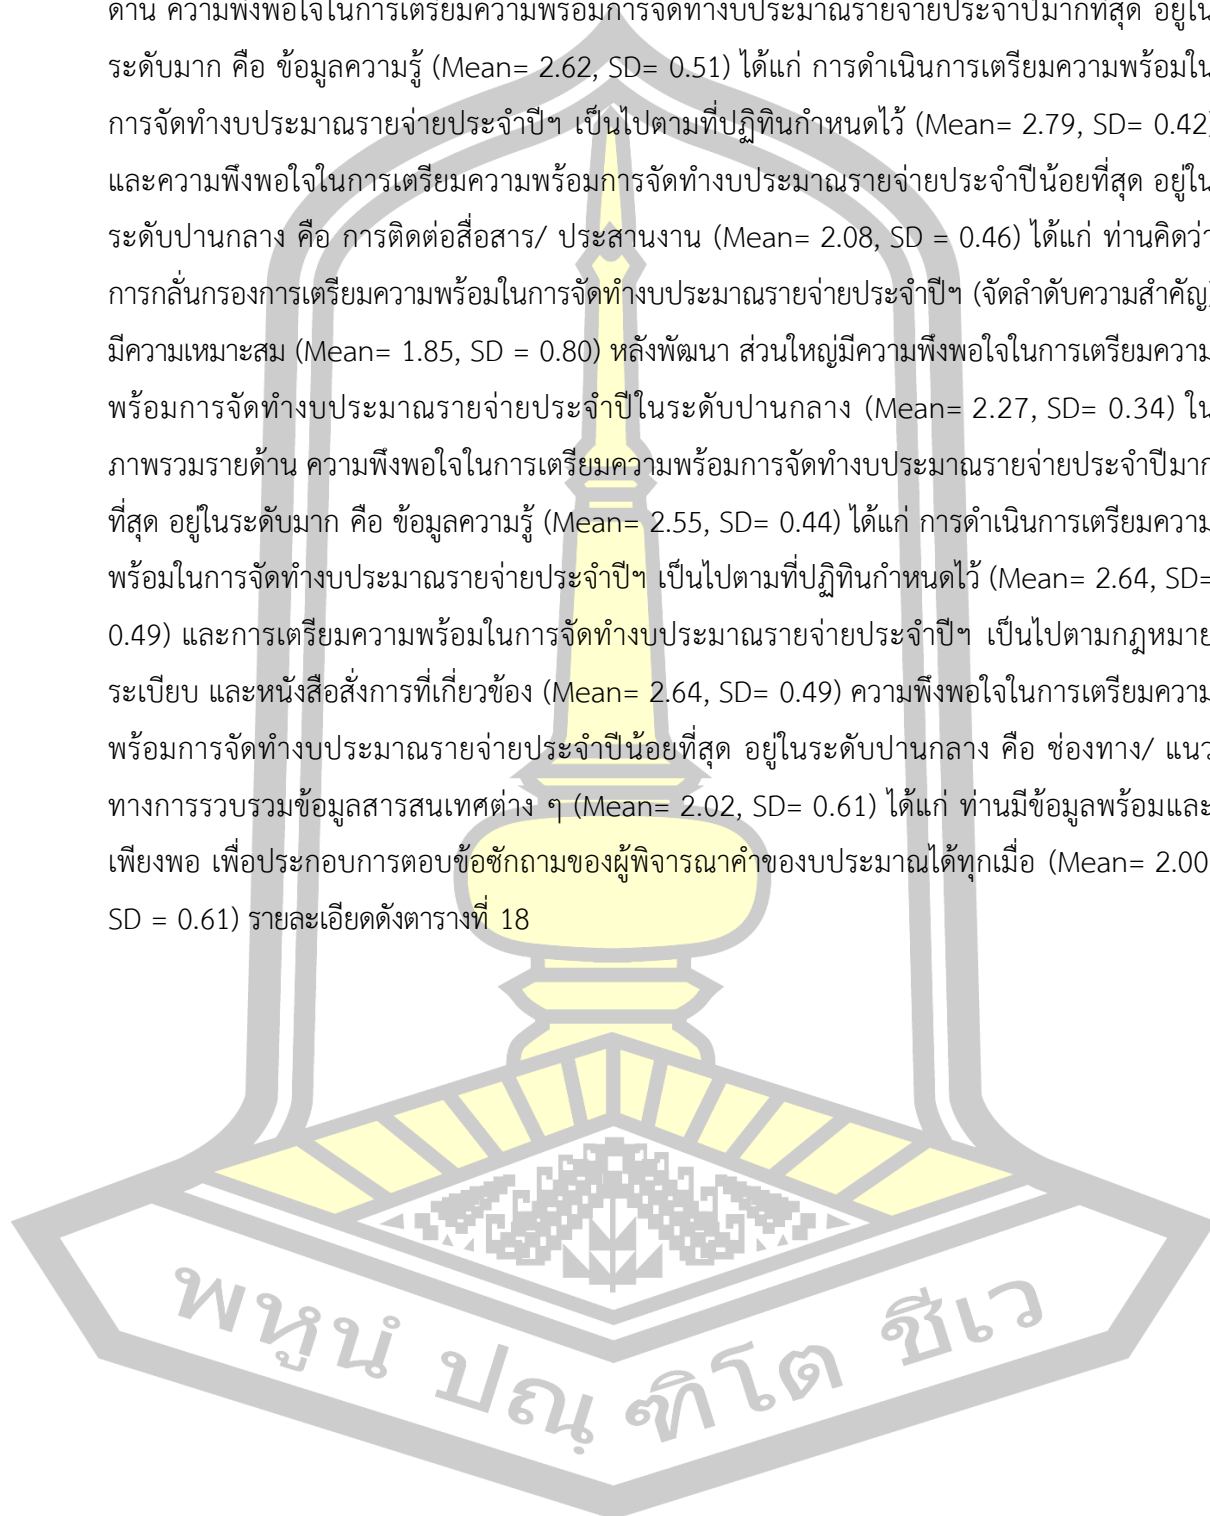 ด้าน ความพึงพอใจในการเตรียมความพร้อมการจัดทำงบประมาณรายจ่ายประจำปีมากที่สุด อยู่ใน
ระดับมาก คือ ข้อมูลความรู้ (Mean= 2.62, SD= 0.51) ได้แก่ การดำเนินการเตรียมความพร้อมใน
การจัดทำงบประมาณรายจ่ายประจำปีฯ เป็นไปตามที่ปฏิทินกำหนดไว้ (Mean= 2.79, SD= 0.42)
และความพึงพอใจในการเตรียมความพร้อมการจัดทำงบประมาณรายจ่ายประจำปีน้อยที่สุด อยู่ใน
ระดับปานกลาง คือ การติดต่อสื่อสาร/ ประสานงาน (Mean= 2.08, SD = 0.46) ได้แก่ ท่านคิดว่า
การกลั่นกรองการเตรียมความพร้อมในการจัดทำงบประมาณรายจ่ายประจำปีฯ (จัดลำดับความสำคัญ)
มีความเหมาะสม (Mean= 1.85, SD = 0.80) หลังพัฒนา ส่วนใหญ่มีความพึงพอใจในการเตรียมความ
พร้อมการจัดทำงบประมาณรายจ่ายประจำปีในระดับปานกลาง (Mean= 2.27, SD= 0.34) ใน
ภาพรวมรายด้าน ความพึงพอใจในการเตรียมความพร้อมการจัดทำงบประมาณรายจ่ายประจำปีมาก
ที่สุด อยู่ในระดับมาก คือ ข้อมูลความรู้ (Mean= 2.55, SD= 0.44) ได้แก่ การดำเนินการเตรียมความ
พร้อมในการจัดทำงบประมาณรายจ่ายประจำปีฯ เป็นไปตามที่ปฏิทินกำหนดไว้ (Mean= 2.64, SD=
0.49) และการเตรียมความพร้อมในการจัดทำงบประมาณรายจ่ายประจำปีฯ เป็นไปตามกฎหมาย
ระเบียบ และหนังสือสั่งการที่เกี่ยวข้อง (Mean= 2.64, SD= 0.49) ความพึงพอใจในการเตรียมความ
พร้อมการจัดทำงบประมาณรายจ่ายประจำปีน้อยที่สุด อยู่ในระดับปานกลาง คือ ช่องทาง/ แนว
ทางการรวบรวมข้อมูลสารสนเทศต่าง ๆ (Mean= 2.02, SD= 0.61) ได้แก่ ท่านมีข้อมูลพร้อมและ
เพียงพอ เพื่อประกอบการตอบข้อซักถามของผู้พิจารณาคำของบประมาณได้ทุกเมื่อ (Mean= 2.00
SD = 0.61) รายละเอียดดังตารางที่ 18
พหูนํ ปณฺฑิโต ชีเว